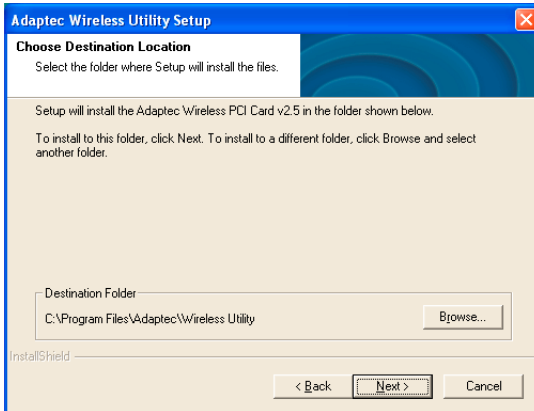 Adaptec Wireless Utility Setup
Choose Destination Location
Select the folder where Setup will install the files.
Setup will install the Adaptec Wireless PCI Card v2.5 in the folder shown below.
To install to this folder, click Next. To install to a different folder, click Browse and select
another folder.
Destination Folder
C:\Program Files\Adaptec\Wireless Utility
Browse...
InstallShield
< Back
Next >
Cancel